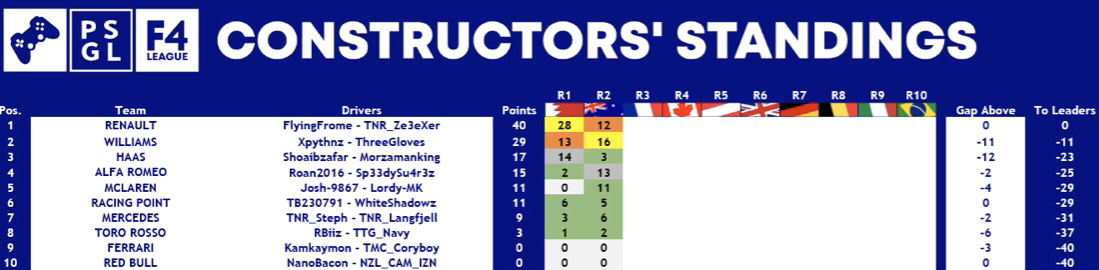 PS GL F4 LEAGUE CONSTRUCTORS' STANDINGS
R1 R2 R3 R4 R5 R6 R7 R8 R9 R10
Pos. Team Drivers Points Gap Above To Leaders
1 RENAULT FlyingFrome - TNR_Ze3eXer 40 28 12 0 0
2 WILLIAMS Xpythnz - ThreeGloves 29 13 16 -11 -11
3 HAAS Shoaibzafar - Morzamanking 17 14 3 -12 -23
4 ALFA ROMEO Roan2016 - Sp33dySu4r3z 15 2 13 -2 -25
5 MCLAREN Josh-9867 - Lordy-MK 11 0 11 -4 -29
6 RACING POINT TB230791 - WhiteShadowz 11 6 5 0 -29
7 MERCEDES TNR_Steph - TNR_Langfjell 9 3 6 -2 -31
8 TORO ROSSO RBiiz - TTG_Navy 3 1 2 -6 -37
9 FERRARI Kamkaymon - TMC_Coryboy 0 0 0 -3 -40
10 RED BULL NanoBacon - NZL_CAM_IZN 0 0 0 0 -40